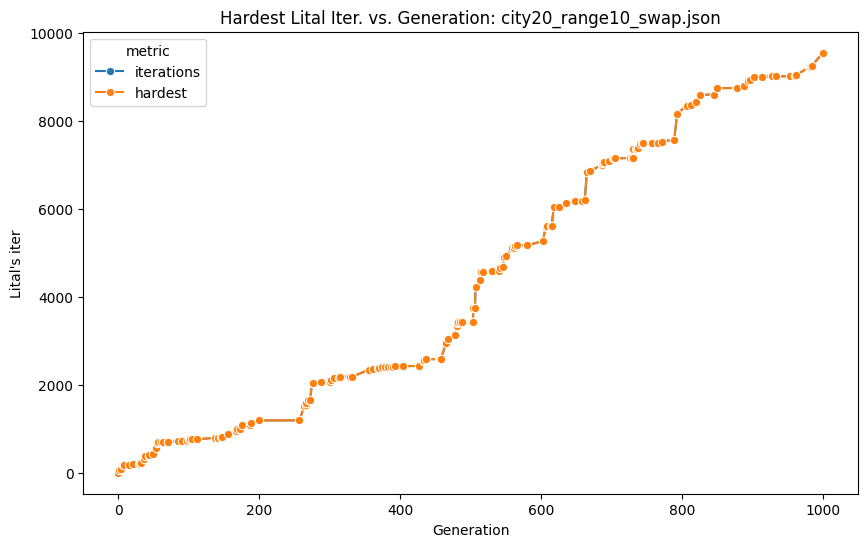 Hardest Lital Iter. vs. Generation: city20_range10_swap.json
metric
iterations
hardest
Lital's iter
10000
8000
6000
4000
2000
0
0 200 400 600 800 1000
Generation